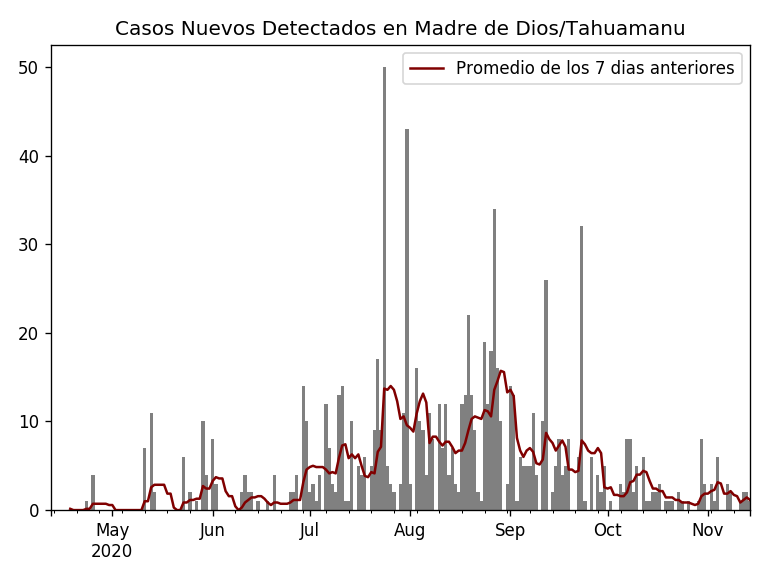 Casos Nuevos Detectados en Madre de Dios/Tahuamanu
Promedio de los 7 dias anteriores
50
40
30
20
10
0
May Jun Jul Aug Sep Oct Nov
2020